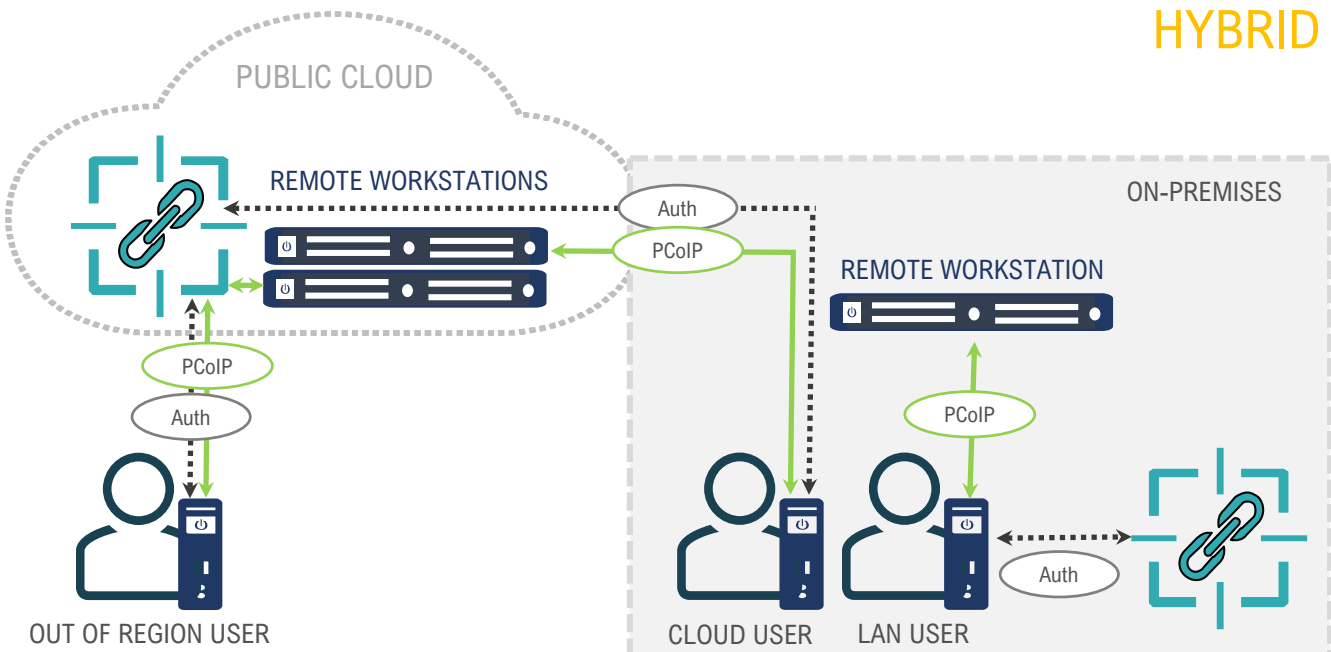 HYBRID
PUBLIC CLOUD
REMOTE WORKSTATIONS
ON-PREMISES
Auth
PCoIP
REMOTE WORKSTATION
PCoIP
Auth
PCoIP
Auth
OUT OF REGION USER
CLOUD USER
LAN USER